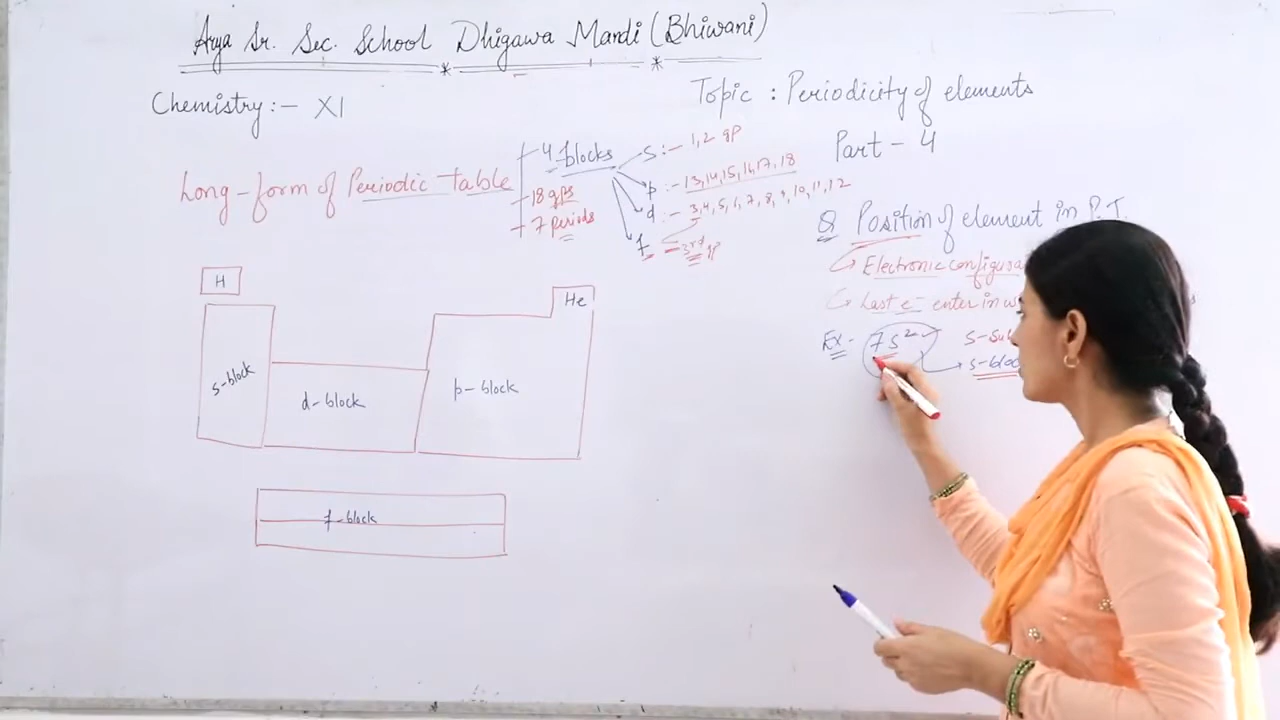 Arya Sr. Sec. School Dhigawa Mandi (Bhiwani)
Chemistry:- XI
Topic : Periodicity of elements
Part - 4
Long-form of Periodic table
4 blocks
18 gps
7 periods
s :- 1,2 gp
p :- 13,14,15,16,17,18
d :- 3,4,5,6,7,8,9,10,11,12
f 3rd gp
Q Position of element in P.T.
Electronic
Last e- enter in
Ex - 7s2
s-block
H
He
s-block
d-block
p-block
f-block